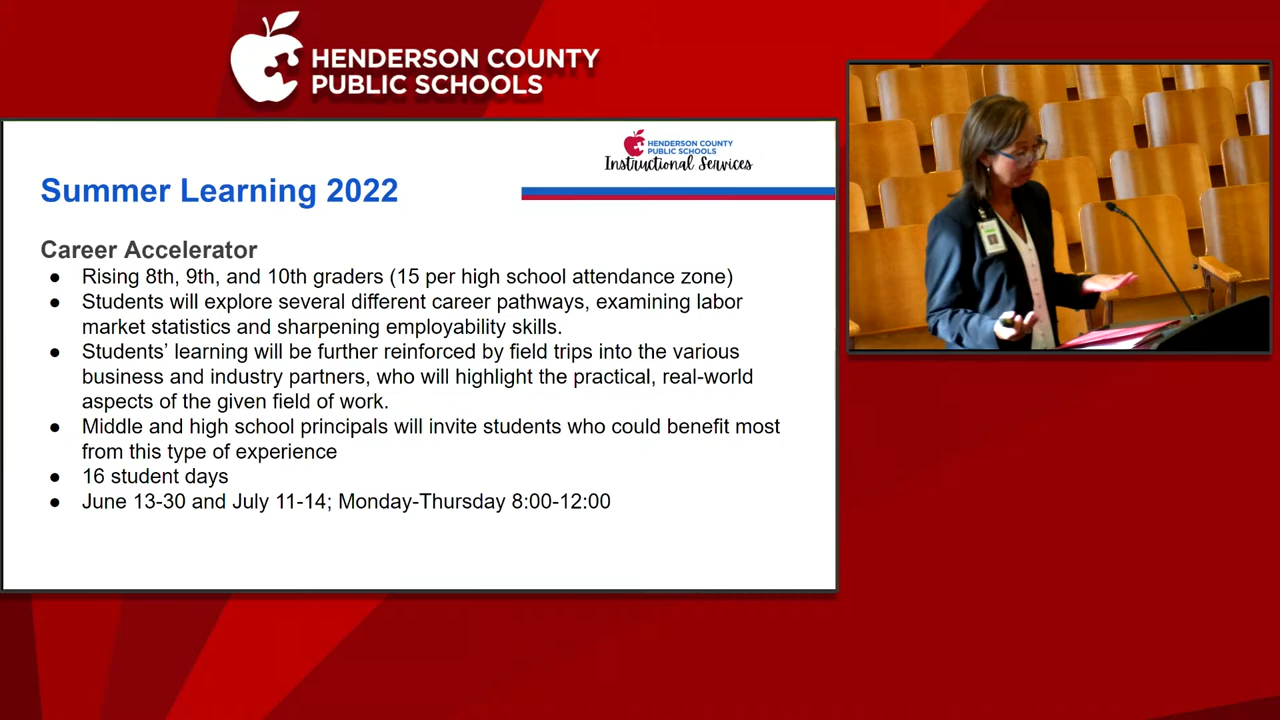 HENDERSON COUNTY
PUBLIC SCHOOLS
HENDERSON COUNTY
PUBLIC SCHOOLS
Instructional Services
Summer Learning 2022
Career Accelerator
● Rising 8th, 9th, and 10th graders (15 per high school attendance zone)
● Students will explore several different career pathways, examining labor
market statistics and sharpening employability skills.
● Students’ learning will be further reinforced by field trips into the various
business and industry partners, who will highlight the practical, real-world
aspects of the given field of work.
● Middle and high school principals will invite students who could benefit most
from this type of experience
● 16 student days
● June 13-30 and July 11-14; Monday-Thursday 8:00-12:00